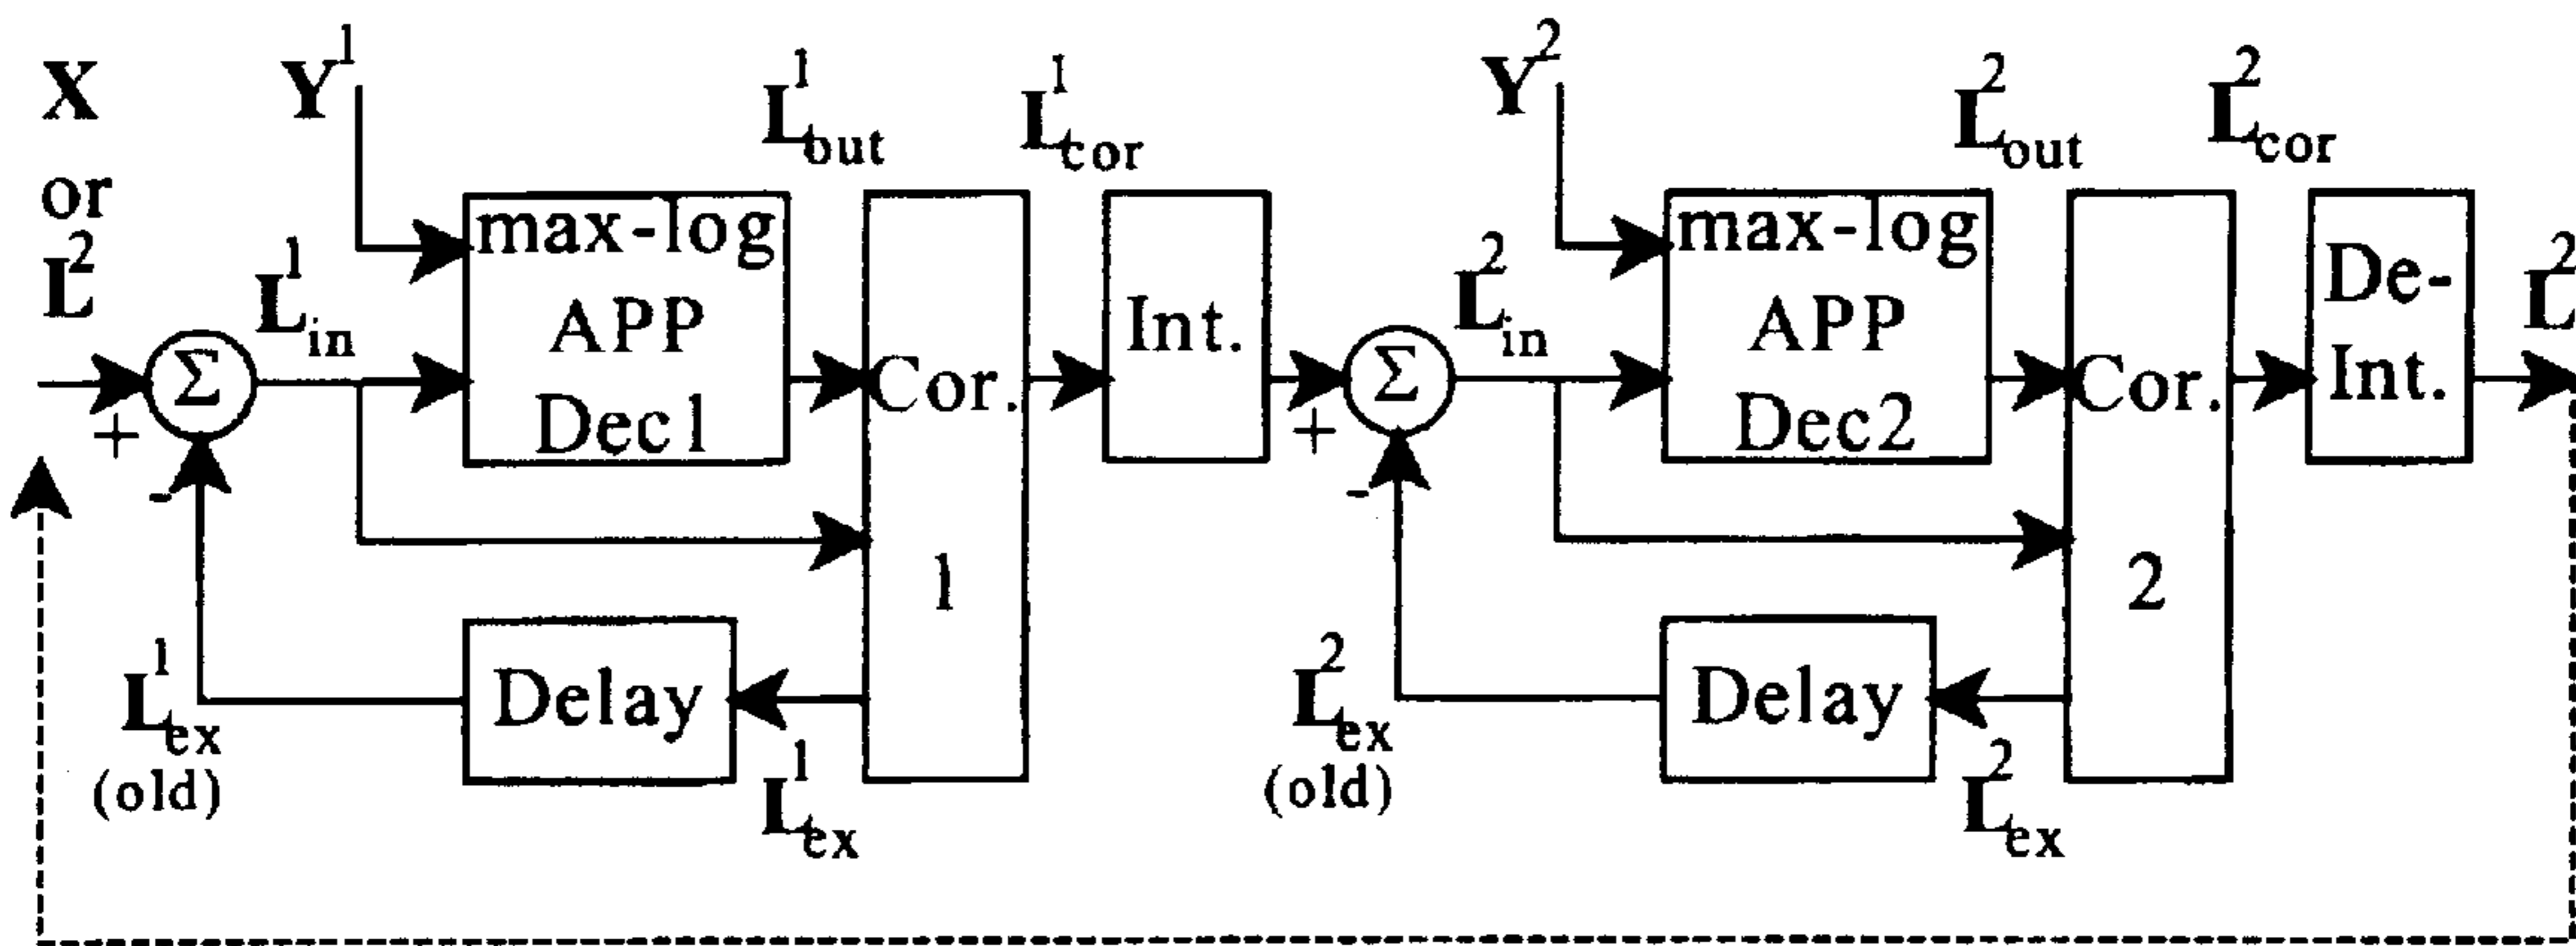 X
or
L²
Y¹
L¹in
+
-
Σ
max-log
APP
Dec1
L¹out
Cor.
1
L¹cor
Int.
Delay
L¹ex
(old)
L¹ex
Y²
L²in
+
-
Σ
max-log
APP
Dec2
L²out
Cor.
2
L²cor
De-
Int.
L²
Delay
L²ex
(old)
L²ex